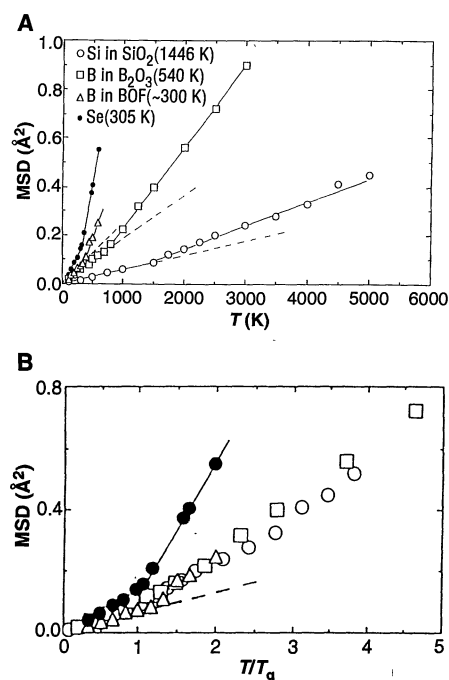 A
MSD (Å²)
1.0
0.8
0.6
0.4
0.2
0.0
○ Si in SiO₂(1446 K)
□ B in B₂O₃(540 K)
△ B in BOF(~300 K)
• Se(305 K)
0 1000 2000 3000 4000 5000 6000
T (K)
B
MSD (Å²)
0.8
0.4
0.0
0 1 2 3 4 5
T/Tg